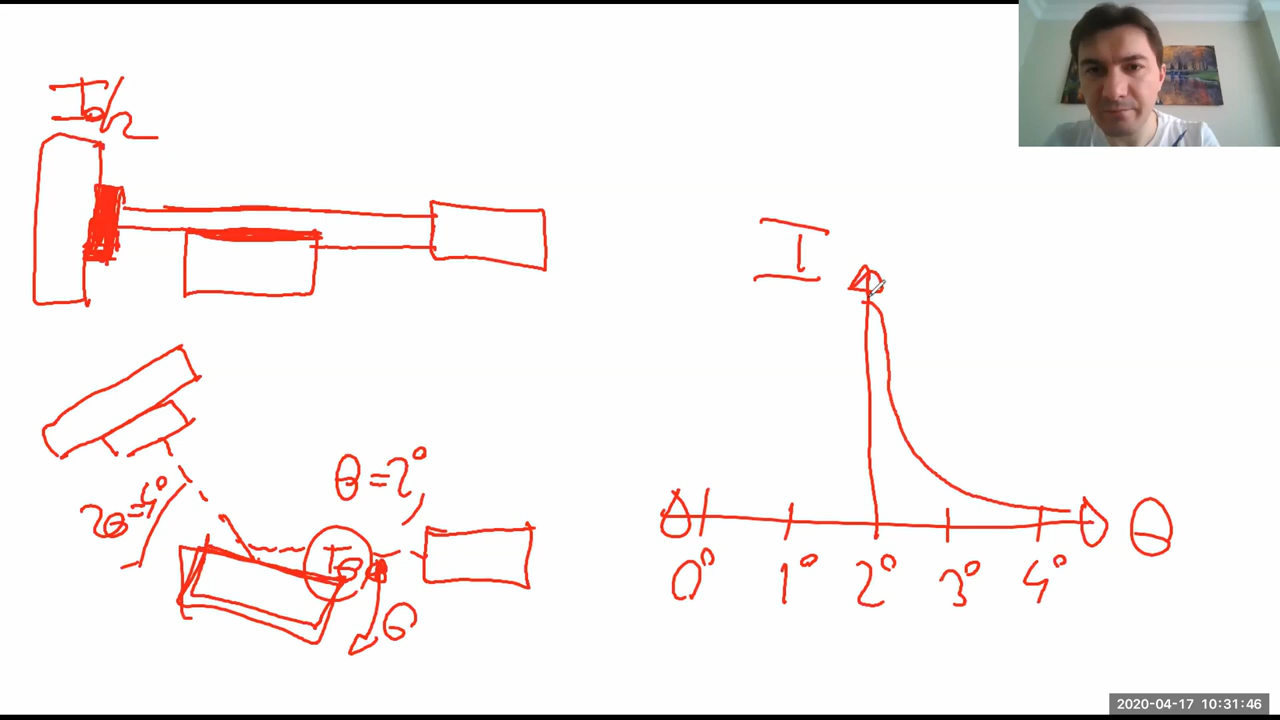 I₀/2
I
θ = 2°,
2θ = 4°
θ
0° 1° 2° 3° 4° θ
2020-04-17 10:31:46